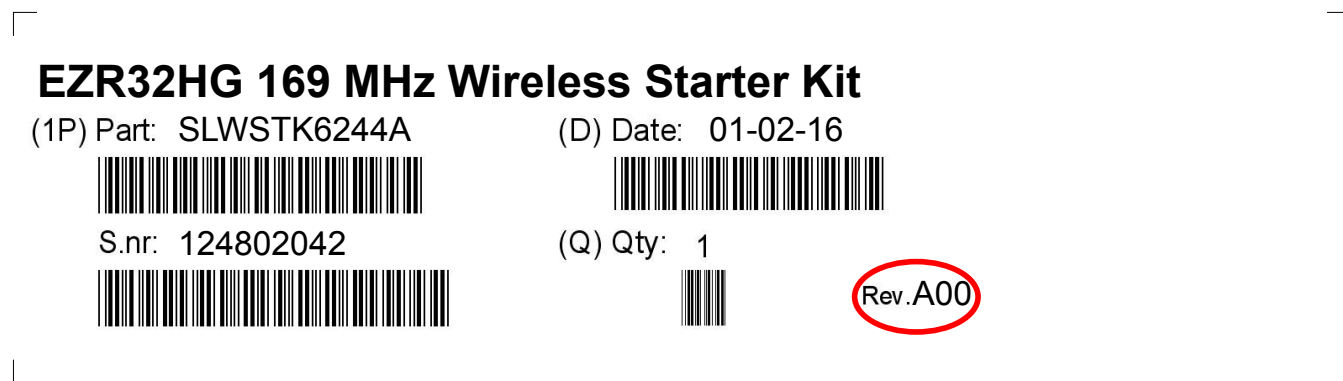 EZR32HG 169 MHz Wireless Starter Kit
(1P) Part: SLWSTK6244A
(D) Date: 01-02-16
S.nr: 124802042
(Q) Qty: 1
Rev.A00